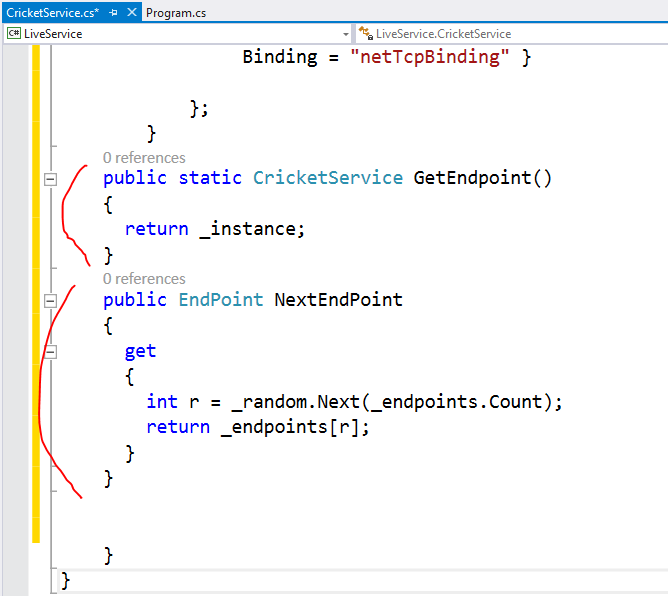 CricketService.cs* Program.cs
C# LiveService LiveService.CricketService
Binding = "netTcpBinding" }
};
}
0 references
public static CricketService GetEndpoint()
{
return _instance;
}
0 references
public EndPoint NextEndPoint
{
get
{
int r = _random.Next(_endpoints.Count);
return _endpoints[r];
}
}
}
}